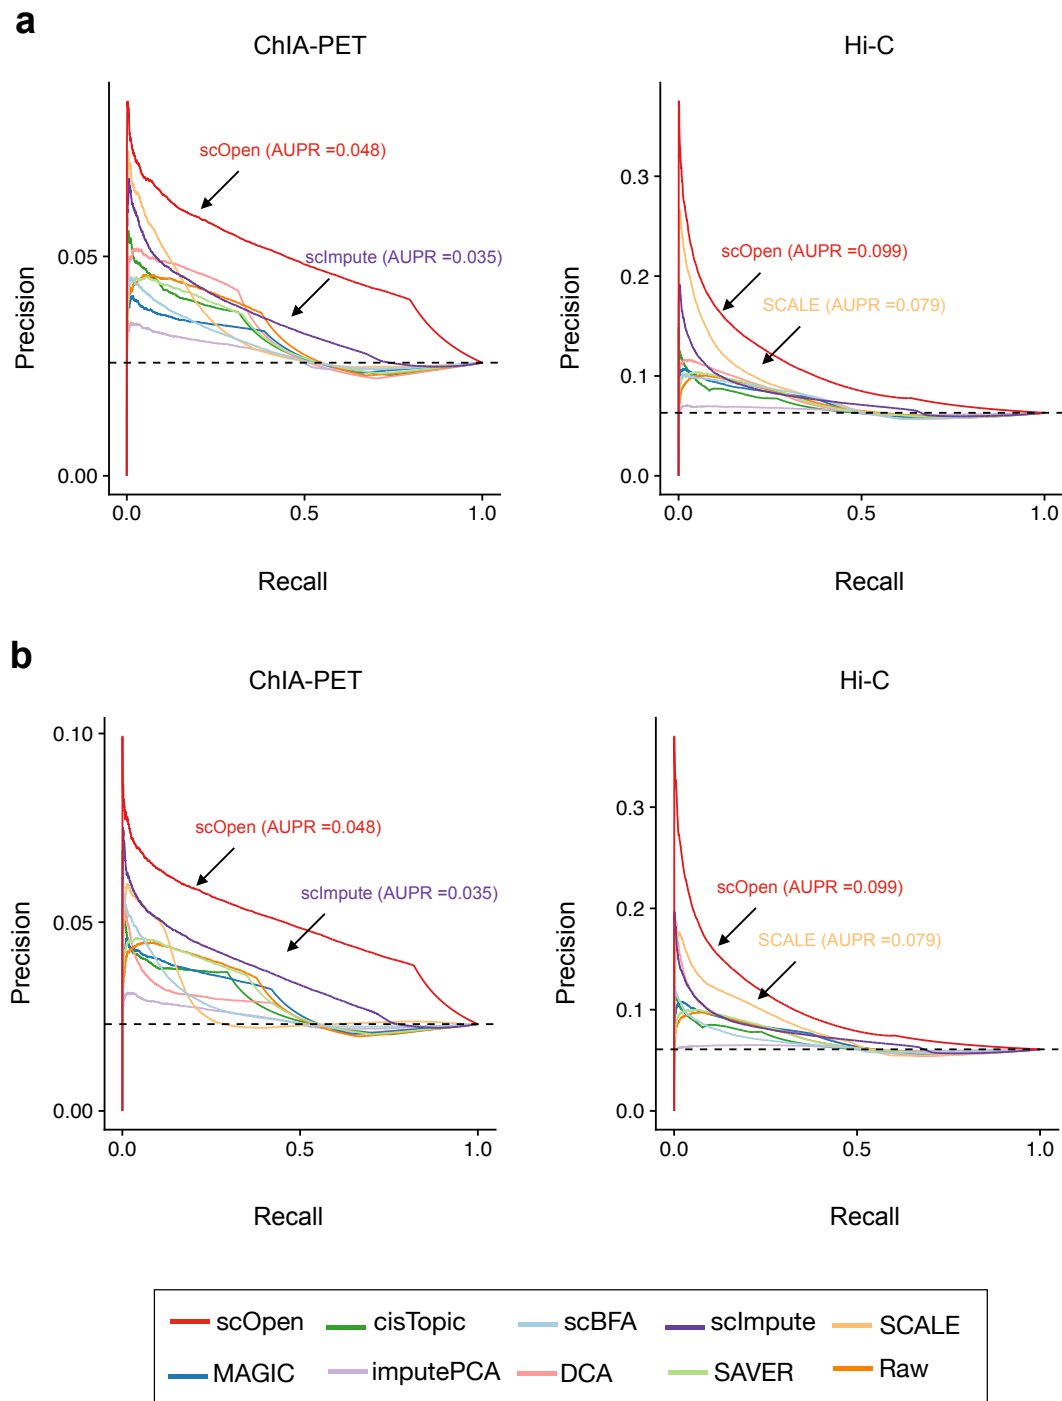 a
ChIA-PET
Hi-C
scOpen (AUPR =0.048)
scImpute (AUPR =0.035)
scOpen (AUPR =0.099)
SCALE (AUPR =0.079)
Precision
0.05
0.00
0.0 0.5 1.0
Recall
Precision
0.3
0.2
0.1
0.0
0.0 0.5 1.0
Recall
b
ChIA-PET
Hi-C
scOpen (AUPR =0.048)
scImpute (AUPR =0.035)
scOpen (AUPR =0.099)
SCALE (AUPR =0.079)
Precision
0.10
0.05
0.00
0.0 0.5 1.0
Recall
Precision
0.3
0.2
0.1
0.0
0.0 0.5 1.0
Recall
scOpen cisTopic scBFA scImpute SCALE
MAGIC imputePCA DCA SAVER Raw